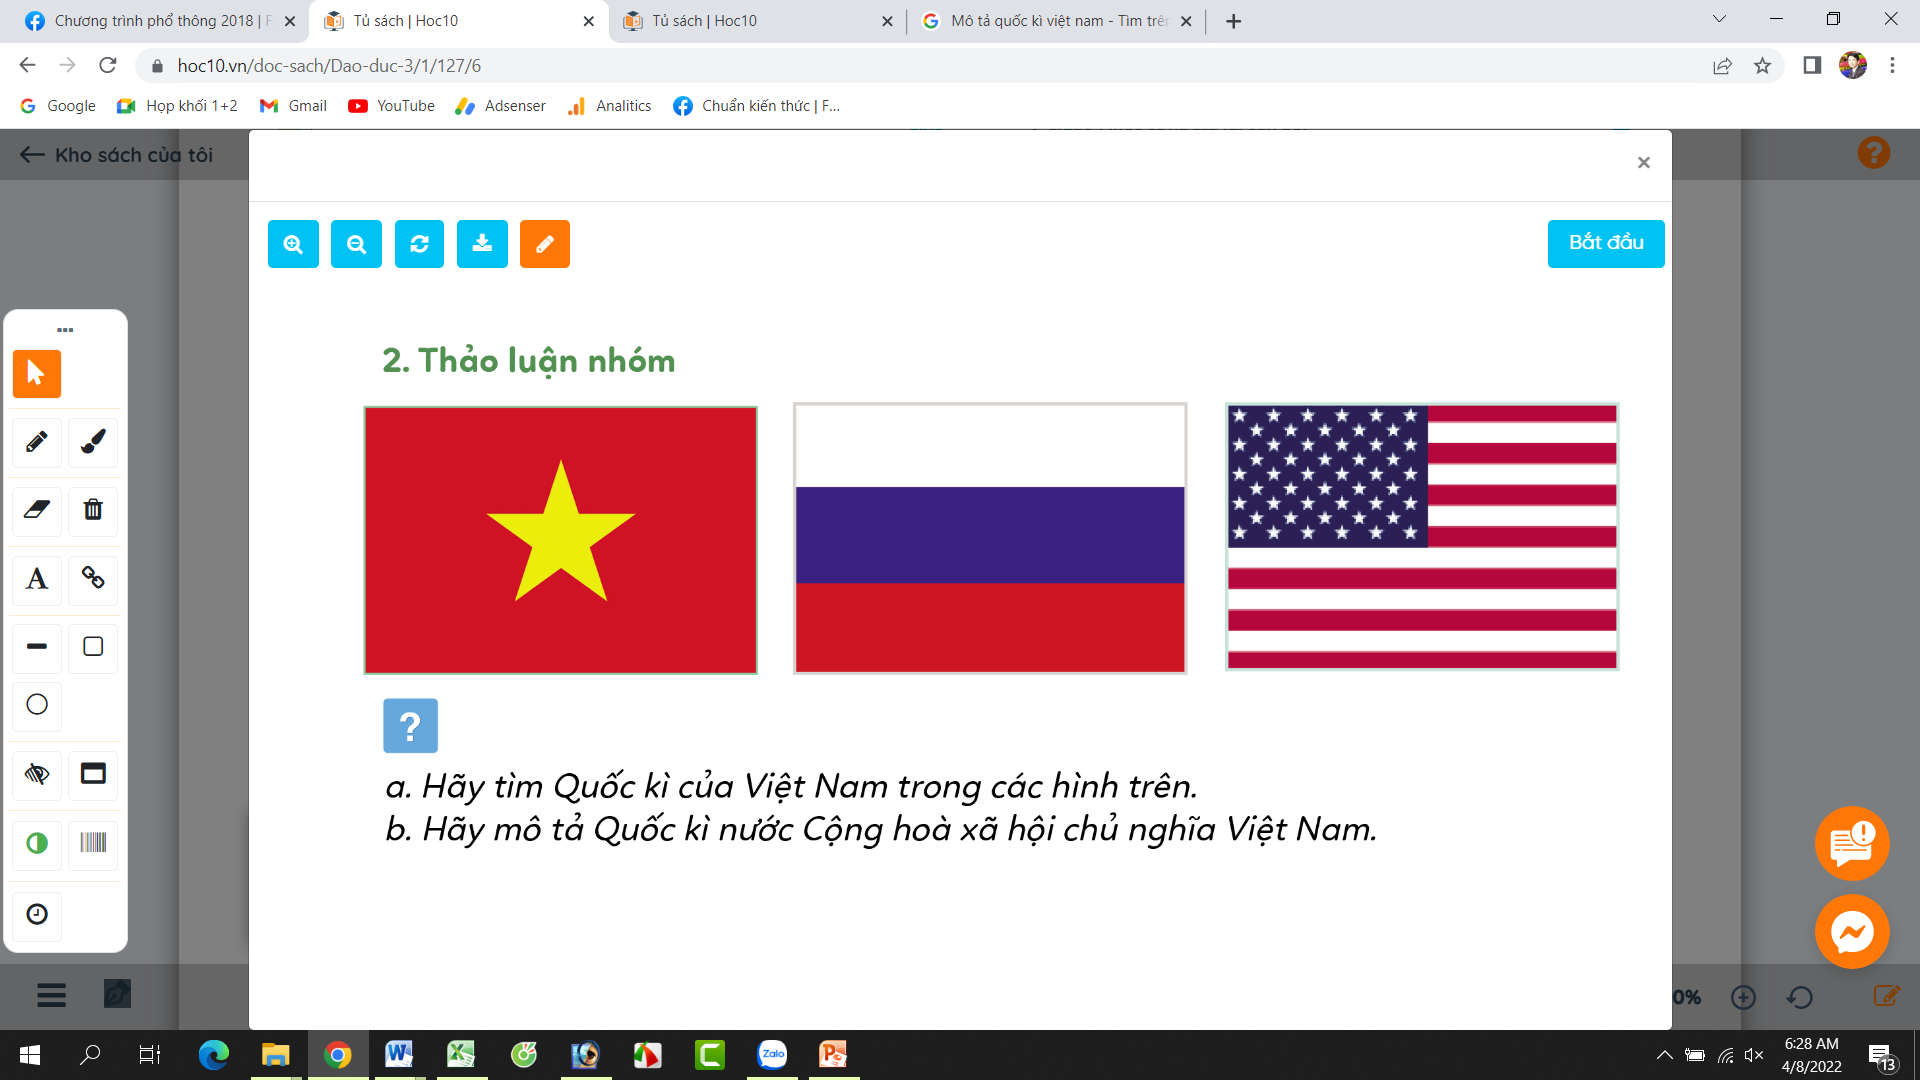 Chương trình phổ thông 2018 | F
Tủ sách | Hoc10
Tủ sách | Hoc10
Mô tả quốc kì việt nam - Tìm trên
hoc10.vn/doc-sach/Dao-duc-3/1/127/6
Google
Họp khối 1+2
Gmail
YouTube
Adsenser
Analitics
Chuẩn kiến thức | F...
Kho sách của tôi
?
Bắt đầu
2. Thảo luận nhóm
?
a. Hãy tìm Quốc kì của Việt Nam trong các hình trên.
b. Hãy mô tả Quốc kì nước Cộng hoà xã hội chủ nghĩa Việt Nam.
A
0%
Zalo
6:28 AM
4/8/2022
13